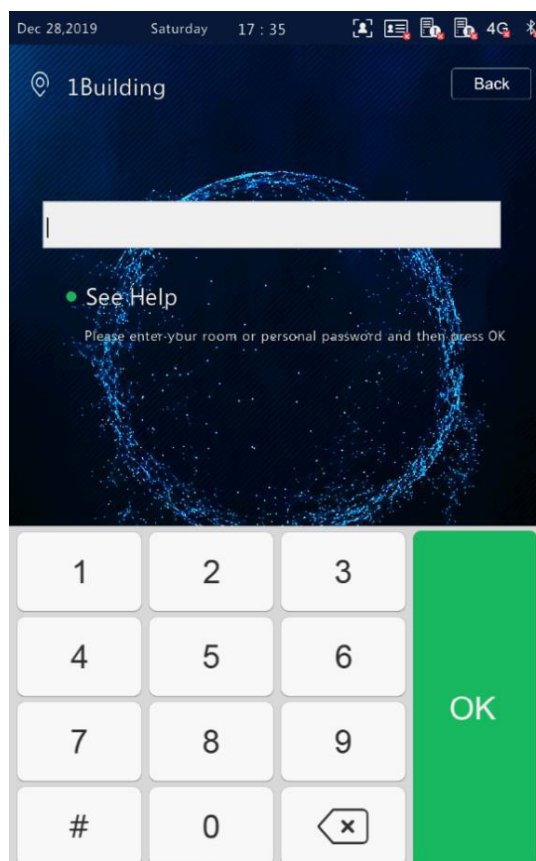 Dec 28,2019 Saturday 17 : 35 4G
1Building Back
See Help
Please enter your room or personal password and then press OK
1 2 3
4 5 6
OK
7 8 9
# 0